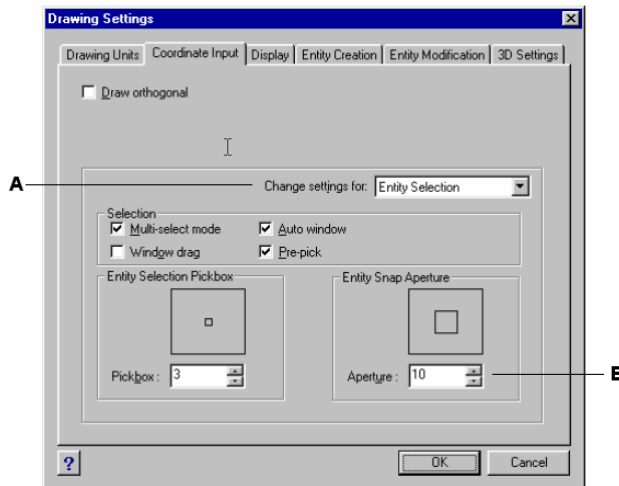 Drawing Settings
Drawing Units Coordinate Input Display Entity Creation Entity Modification 3D Settings
Draw orthogonal
A
Change settings for: Entity Selection
Selection
Multi-select mode Auto window
Window drag Pre-pick
Entity Selection Pickbox Entity Snap Aperture
Pickbox : 3 Aperture : 10
?
OK Cancel